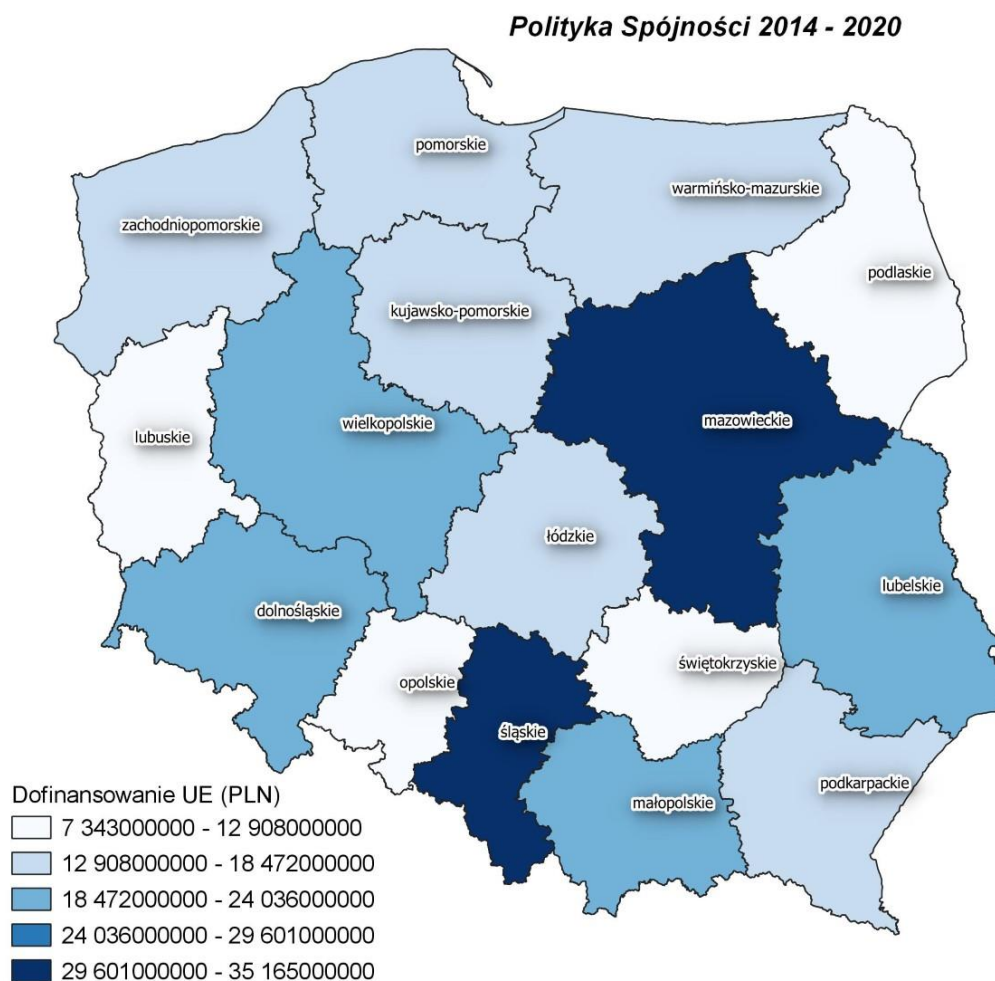 Polityka Spójności 2014 - 2020
pomorskie
warmińsko-mazurskie
zachodniopomorskie
podlaskie
kujawsko-pomorskie
mazowieckie
wielkopolskie
lubuskie
łódzkie
lubelskie
dolnośląskie
świętokrzyskie
opolskie
śląskie
podkarpackie
małopolskie
Dofinansowanie UE (PLN)
7 343000000 - 12 908000000
12 908000000 - 18 472000000
18 472000000 - 24 036000000
24 036000000 - 29 601000000
29 601000000 - 35 165000000